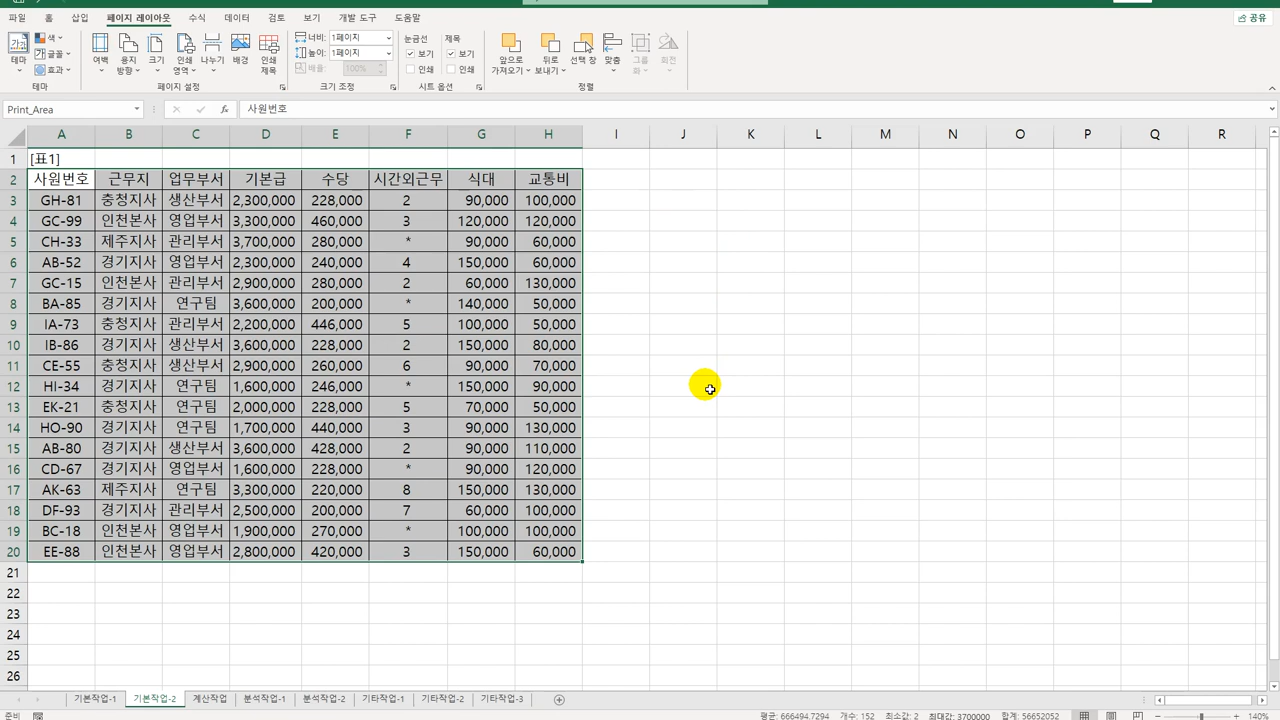 파일 홈 삽입 페이지 레이아웃 수식 데이터 검토 보기 개발 도구 도움말 공유
색 너비: 1페이지 눈금선 제목
글꼴 높이: 1페이지 보기 보기
효과 배율: 100% 인쇄 인쇄
테마 여백 용지 방향 크기 인쇄 영역 나누기 배경 인쇄 제목 앞으로 가져오기 뒤로 보내기 선택 창 맞춤 그룹화 회전
테마 페이지 설정 크기 조정 시트 옵션 정렬
Print_Area fx 사원번호
A B C D E F G H I J K L M N O P Q R
1 [표1]
2 사원번호 근무지 업무부서 기본급 수당 시간외근무 식대 교통비
3 GH-81 충청지사 생산부서 2,300,000 228,000 2 90,000 100,000
4 GC-99 인천본사 영업부서 3,300,000 460,000 3 120,000 120,000
5 CH-33 제주지사 관리부서 3,700,000 280,000 * 90,000 60,000
6 AB-52 경기지사 영업부서 2,300,000 240,000 4 150,000 60,000
7 GC-15 인천본사 관리부서 2,900,000 280,000 2 60,000 130,000
8 BA-85 경기지사 연구팀 3,600,000 200,000 * 140,000 50,000
9 IA-73 충청지사 관리부서 2,200,000 446,000 5 100,000 50,000
10 IB-86 경기지사 생산부서 3,600,000 228,000 2 150,000 80,000
11 CE-55 충청지사 생산부서 2,900,000 260,000 6 90,000 70,000
12 HI-34 경기지사 연구팀 1,600,000 246,000 * 150,000 90,000
13 EK-21 충청지사 연구팀 2,000,000 228,000 5 70,000 50,000
14 HO-90 경기지사 연구팀 1,700,000 440,000 3 90,000 130,000
15 AB-80 경기지사 생산부서 3,600,000 428,000 2 90,000 110,000
16 CD-67 경기지사 영업부서 1,600,000 228,000 * 90,000 120,000
17 AK-63 제주지사 연구팀 3,300,000 220,000 8 150,000 130,000
18 DF-93 경기지사 관리부서 2,500,000 200,000 7 60,000 100,000
19 BC-18 인천본사 영업부서 1,900,000 270,000 * 100,000 100,000
20 EE-88 인천본사 영업부서 2,800,000 420,000 3 150,000 60,000
21
22
23
24
25
26
기본작업-1 기본작업-2 계산작업 분석작업-1 분석작업-2 기타작업-1 기타작업-2 기타작업-3
준비 평균: 666494.7294 개수: 152 최소값: 2 최대값: 3700000 합계: 56652052 140%